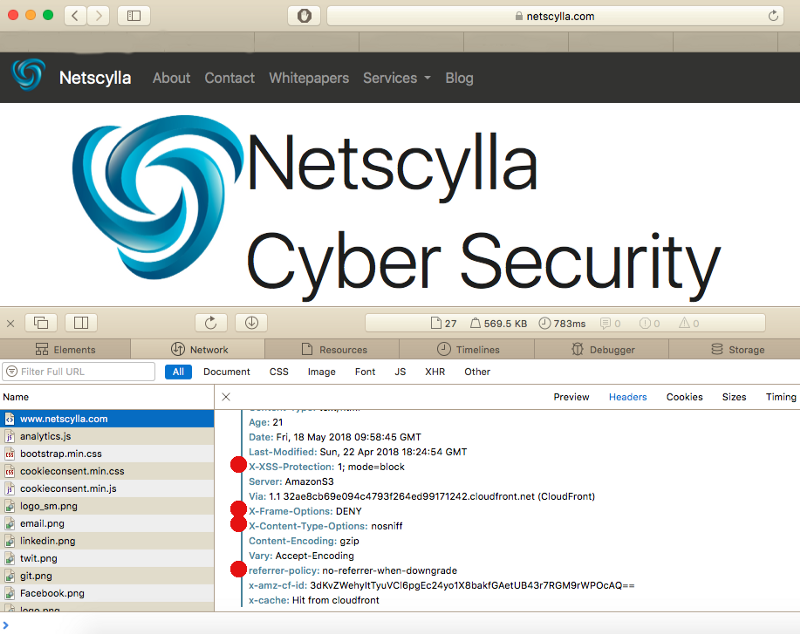 netscylla.com
Netscylla About Contact Whitepapers Services Blog
Netscylla
Cyber Security
27 569.5 KB 783ms 0 0 0
Elements Network Resources Timelines Debugger Storage
Filter Full URL All Document CSS Image Font JS XHR Other
Name
Preview Headers Cookies Sizes Timing
www.netscylla.com
analytics.js
bootstrap.min.css
cookieconsent.min.css
cookieconsent.min.js
logo_sm.png
email.png
linkedin.png
twit.png
git.png
Facebook.png
logo.png
Content-Type: text/html
Age: 21
Date: Fri, 18 May 2018 09:58:45 GMT
Last-Modified: Sun, 22 Apr 2018 18:24:54 GMT
X-XSS-Protection: 1; mode=block
Server: AmazonS3
Via: 1.1 32ae8cb69e094c4793f264ed99171242.cloudfront.net (CloudFront)
X-Frame-Options: DENY
X-Content-Type-Options: nosniff
Content-Encoding: gzip
Vary: Accept-Encoding
referrer-policy: no-referrer-when-downgrade
x-amz-cf-id:
x-cache: Hit from cloudfront